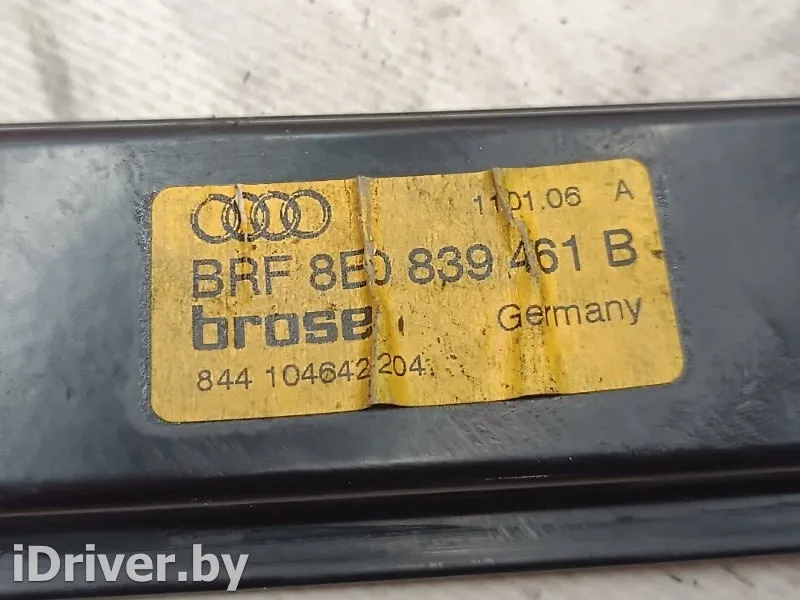 11.01.06 A
BRF 8E0 839 461 B
brose Germany
844 104642 204
iDriver.by